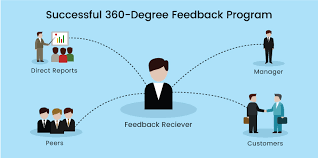 Successful 360-Degree Feedback Program
Direct Reports
Manager
Feedback Reciever
Peers
Customers